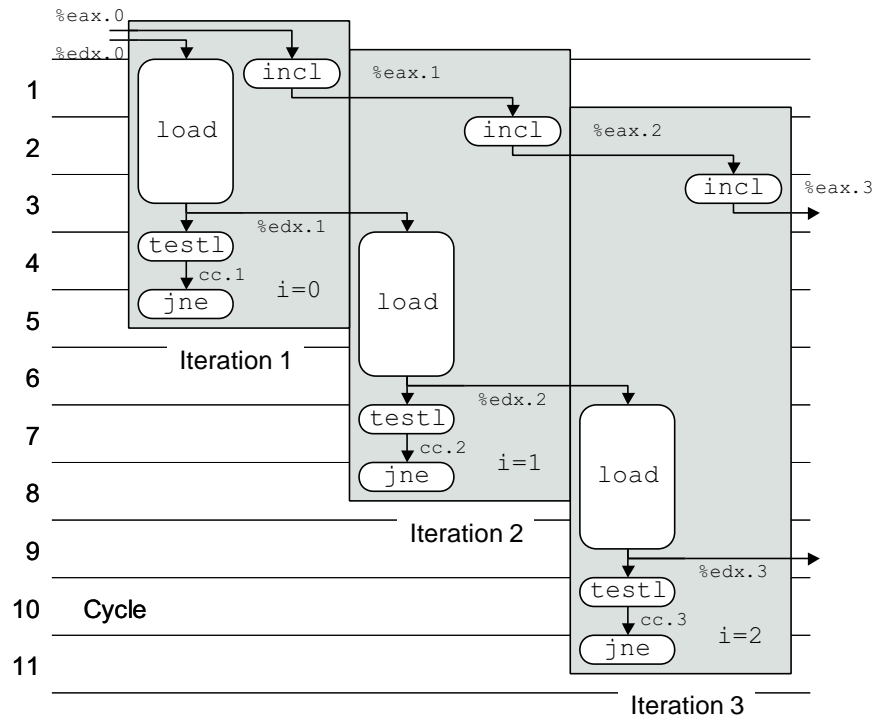 %eax.0
%edx.0
load
incl
%eax.1
1
incl
%eax.2
2
incl
%eax.3
3
%edx.1
testl
4
cc.1
i=0
load
jne
5
Iteration 1
6
%edx.2
testl
7
cc.2
i=1
load
jne
8
Iteration 2
9
%edx.3
testl
10 Cycle
cc.3
i=2
jne
11
Iteration 3